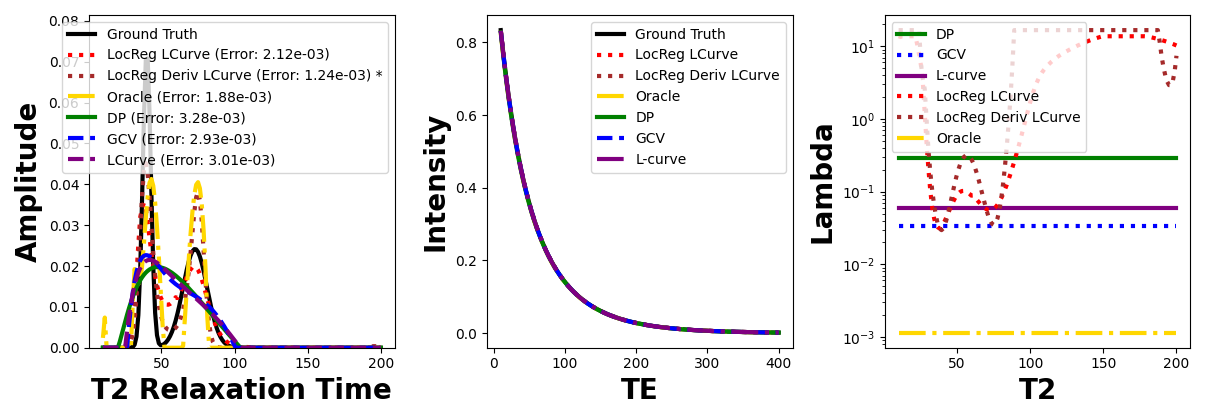 0.08
0.07
0.06
0.05
0.04
0.03
0.02
0.01
0.00
Amplitude
50
100
150
200
T2 Relaxation Time
Ground Truth
LocReg LCurve (Error: 2.12e-03)
LocReg Deriv LCurve (Error: 1.24e-03) *
Oracle (Error: 1.88e-03)
DP (Error: 3.28e-03)
GCV (Error: 2.93e-03)
LCurve (Error: 3.01e-03)
0.8
0.6
0.4
0.2
0.0
Intensity
0
100
200
300
400
TE
Ground Truth
LocReg LCurve
LocReg Deriv LCurve
Oracle
DP
GCV
L-curve
10¹
10⁰
10⁻¹
10⁻²
10⁻³
Lambda
50
100
150
200
T2
DP
GCV
L-curve
LocReg LCurve
LocReg Deriv LCurve
Oracle